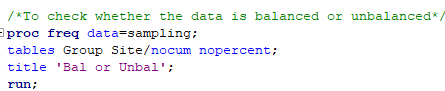 /*To check whether the data is balanced or unbalanced*/
proc freq data=sampling;
tables Group Site/nocum nopercent;
title 'Bal or Unbal';
run;